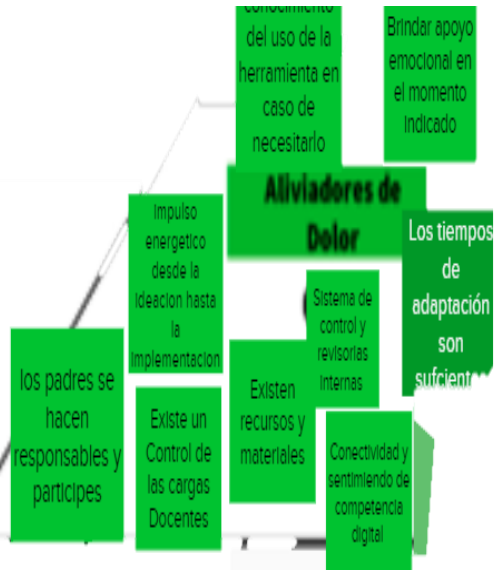 conocimiento
del uso de la
herramienta en
caso de
necesitarlo
Brindar apoyo
emocional en
el momento
indicado
Aliviadores de
Dolor
Impulso
energetico
desde la
ideacion hasta
la
implementacion
Los tiempos
de
adaptación
son
sufcientes
Sistema de
control y
revisorias
internas
los padres se
hacen
responsables y
participes
Existe un
Control de
las cargas
Docentes
Existen
recursos y
materiales
Conectividad y
sentimiendo de
competencia
digital